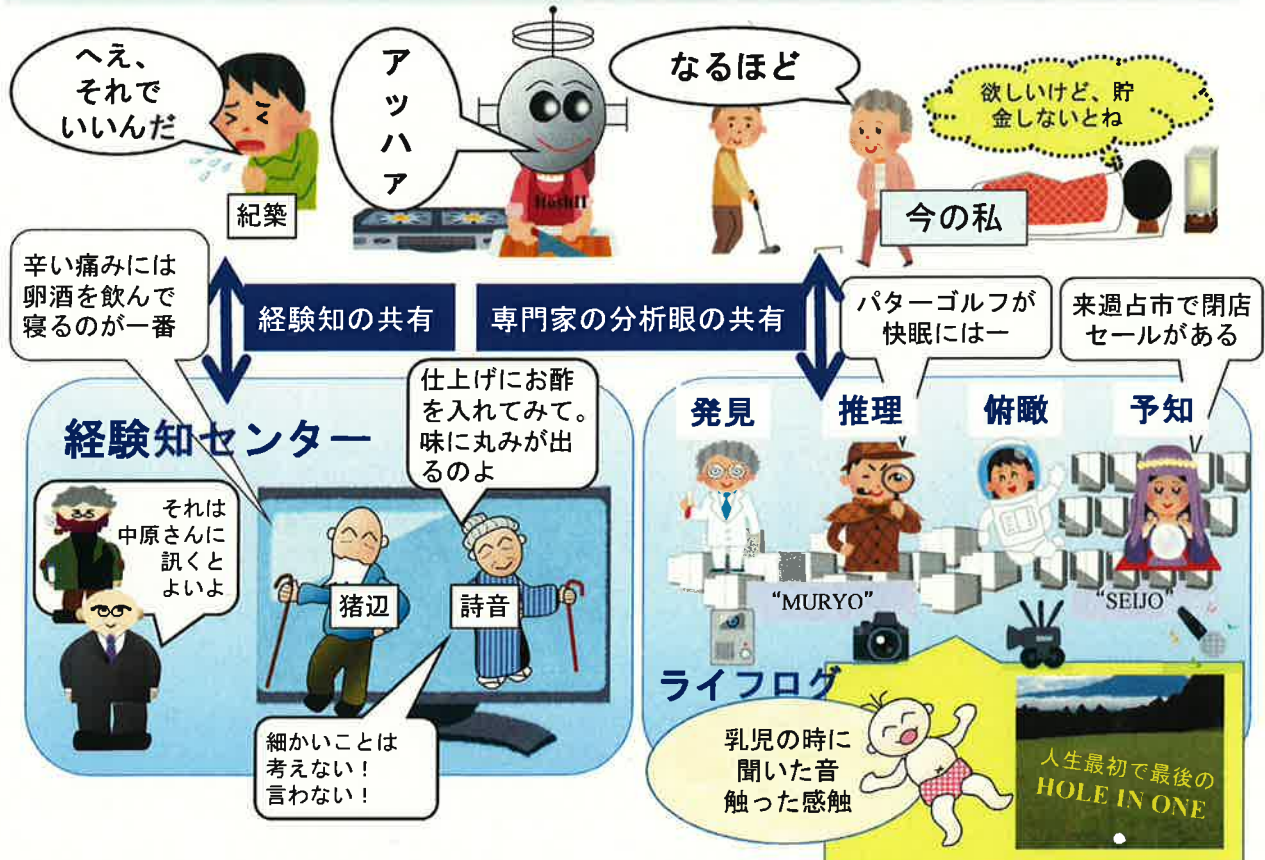 へえ、
それで
いいんだ
アッハァ
なるほど
欲しいけど、貯
金しないとね
紀築
HoshII
今の私
辛い痛みには
卵酒を飲んで
寝るのが一番
経験知の共有
専門家の分析眼の共有
パターゴルフが
快眠にはー
来週占市で閉店
セールがある
経験知センター
仕上げにお酢
を入れてみて。
味に丸みが出
るのよ
発見
推理
俯瞰
予知
それは
中原さんに
訊くと
よいよ
猪辺
詩音
“MURYO”
“SEIJO”
ライフログ
細かいことは
考えない！
言わない！
乳児の時に
聞いた音
触った感触
人生最初で最後の
HOLE IN ONE